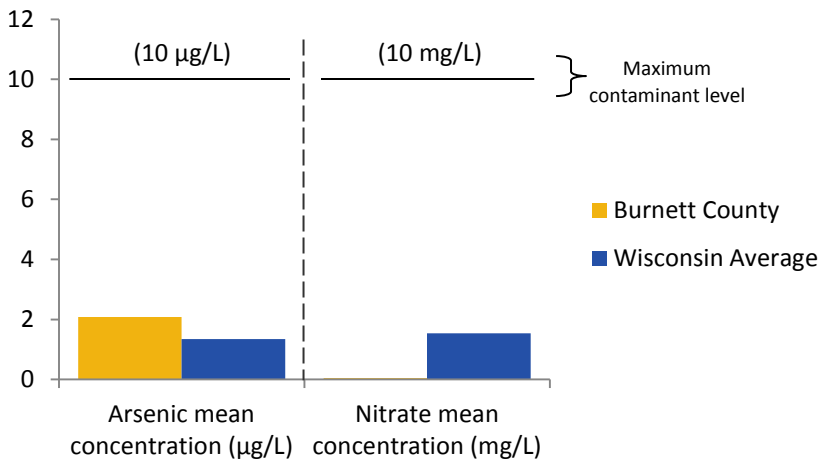 12
10
8
6
4
2
0
(10 µg/L)
(10 mg/L)
Maximum
contaminant level
Burnett County
Wisconsin Average
Arsenic mean
concentration (µg/L)
Nitrate mean
concentration (mg/L)